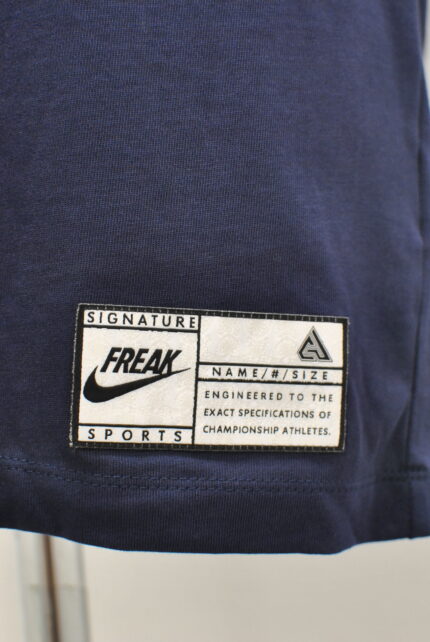 SIGNATURE
FREAK
SPORTS
NAME/#/SIZE
ENGINEERED TO THE
EXACT SPECIFICATIONS OF
CHAMPIONSHIP ATHLETES.